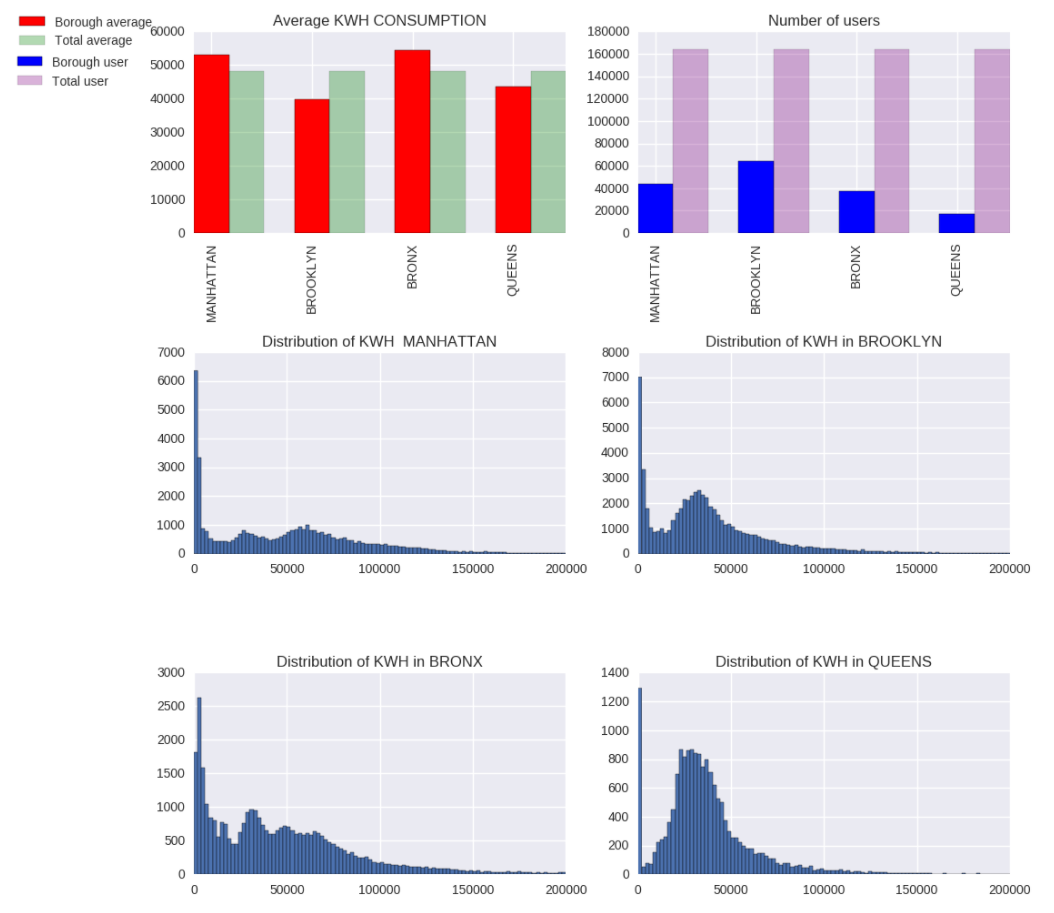 Borough average
Total average
Borough user
Total user
Average KWH CONSUMPTION
60000
50000
40000
30000
20000
10000
0
MANHATTAN
BROOKLYN
BRONX
QUEENS
Number of users
180000
160000
140000
120000
100000
80000
60000
40000
20000
0
MANHATTAN
BROOKLYN
BRONX
QUEENS
Distribution of KWH  MANHATTAN
7000
6000
5000
4000
3000
2000
1000
0
0 50000 100000 150000 200000
Distribution of KWH in BROOKLYN
8000
7000
6000
5000
4000
3000
2000
1000
0
0 50000 100000 150000 200000
Distribution of KWH in BRONX
3000
2500
2000
1500
1000
500
0
0 50000 100000 150000 200000
Distribution of KWH in QUEENS
1400
1200
1000
800
600
400
200
0
0 50000 100000 150000 200000